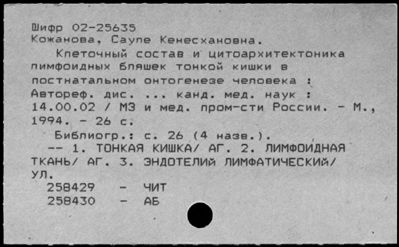 Шифр 02-25635
Кожанова, Сауле Кенесхановна.
Клеточный состав и цитоархитектоника
лимфоидных бляшек тонкой кишки в
постнатальном онтогенезе человека :
Автореф. дис. ... канд. мед. наук :
14.00.02 / МЗ и мед. пром-сти России. - М.,
1994. - 26 с.
Библиогр.: с. 26 (4 назв.).
-- 1. ТОНКАЯ КИШКА/ АГ. 2. ЛИМФОИДНАЯ
ТКАНЬ/ АГ. 3. ЭНДОТЕЛИЙ ЛИМФАТИЧЕСКИЙ/
УЛ.
258429 - ЧИТ
258430 - АБ